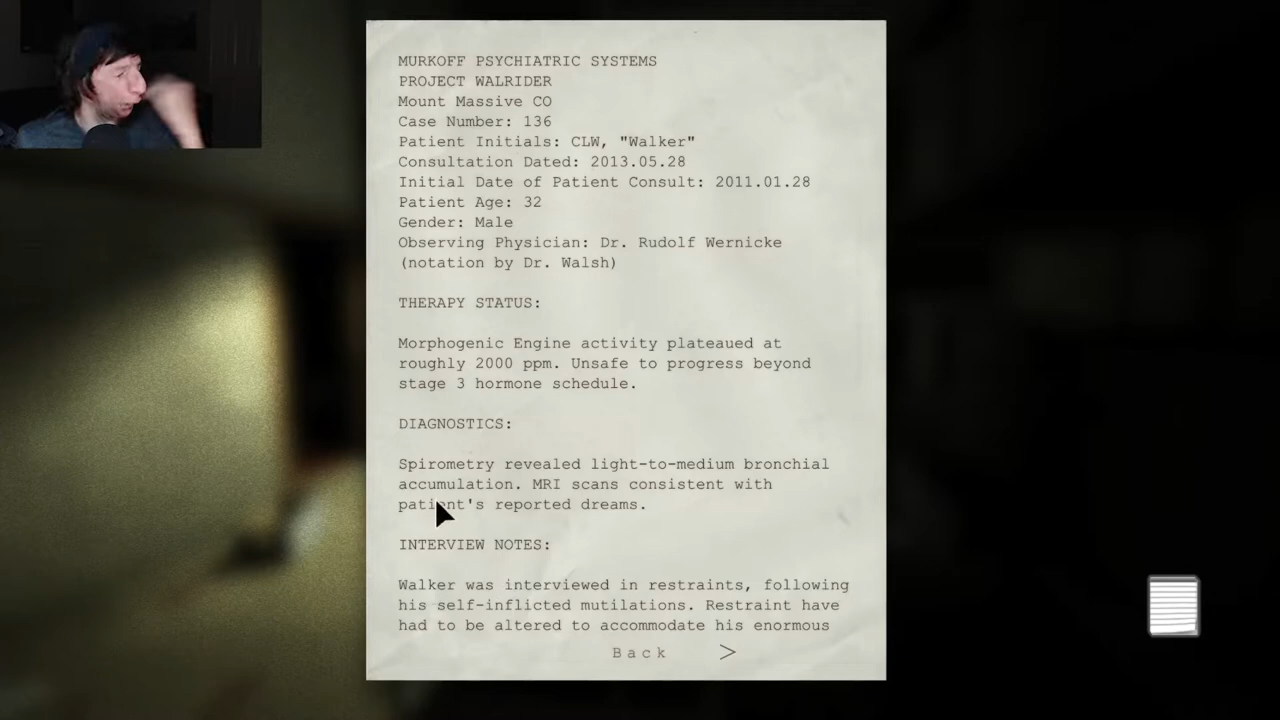 MURKOFF PSYCHIATRIC SYSTEMS
PROJECT WALRIDER
Mount Massive CO
Case Number: 136
Patient Initials: CLW, "Walker"
Consultation Dated: 2013.05.28
Initial Date of Patient Consult: 2011.01.28
Patient Age: 32
Gender: Male
Observing Physician: Dr. Rudolf Wernicke
(notation by Dr. Walsh)
THERAPY STATUS:
Morphogenic Engine activity plateaued at
roughly 2000 ppm. Unsafe to progress beyond
stage 3 hormone schedule.
DIAGNOSTICS:
Spirometry revealed light-to-medium bronchial
accumulation. MRI scans consistent with
patient's reported dreams.
INTERVIEW NOTES:
Walker was interviewed in restraints, following
his self-inflicted mutilations. Restraint have
had to be altered to accommodate his enormous
Back >